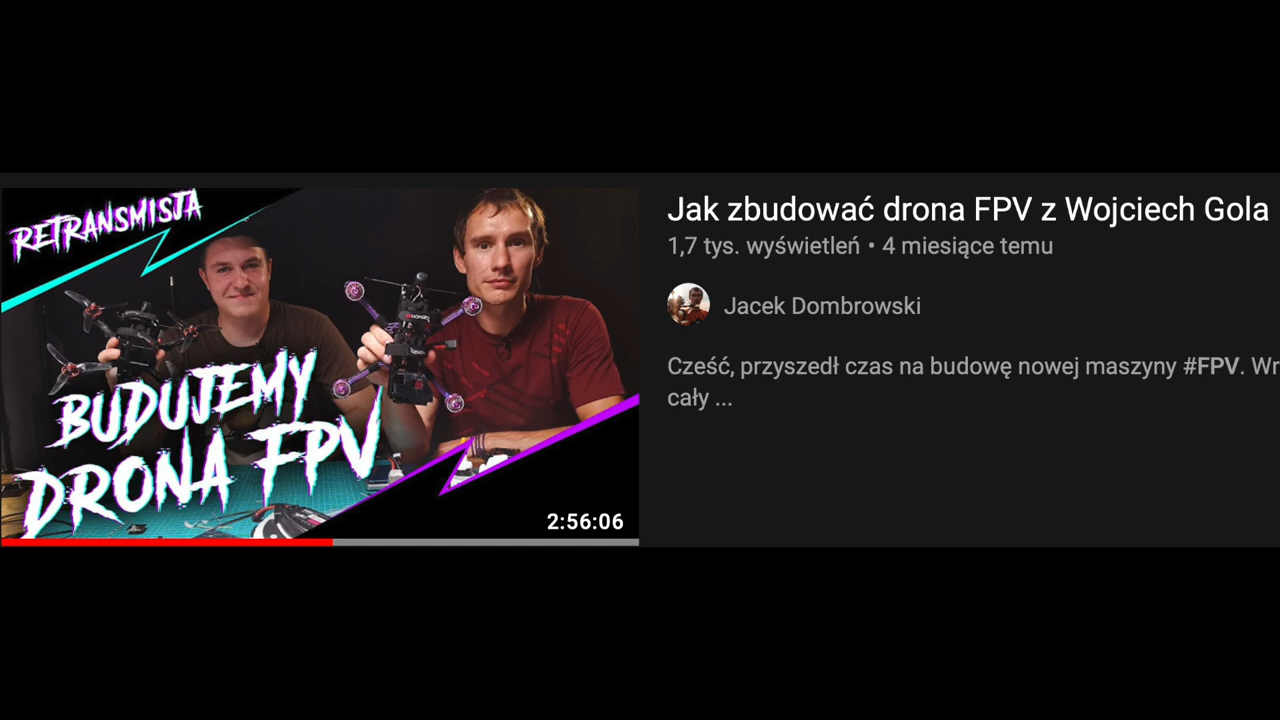 RETRANSMISJA
BUDUJEMY
DRONA FPV
2:56:06
Jak zbudować drona FPV z Wojciech Gola
1,7 tys. wyświetleń • 4 miesiące temu
Jacek Dombrowski
Cześć, przyszedł czas na budowę nowej maszyny #FPV. Wr
cały ...